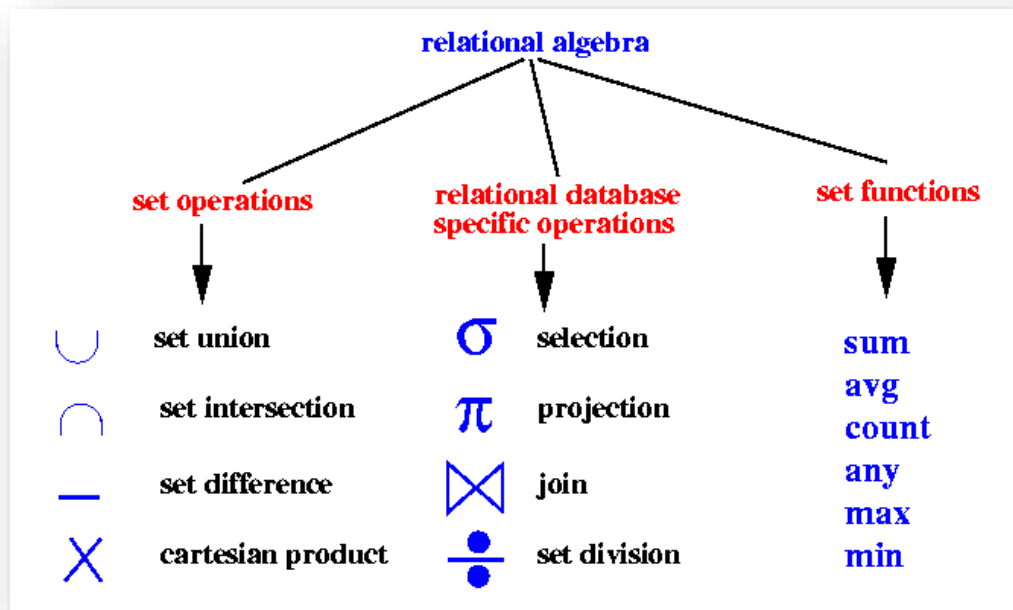 relational algebra
set operations
relational database
specific operations
set functions
∪ set union
∩ set intersection
− set difference
× cartesian product
σ selection
π projection
⋈ join
÷ set division
sum
avg
count
any
max
min